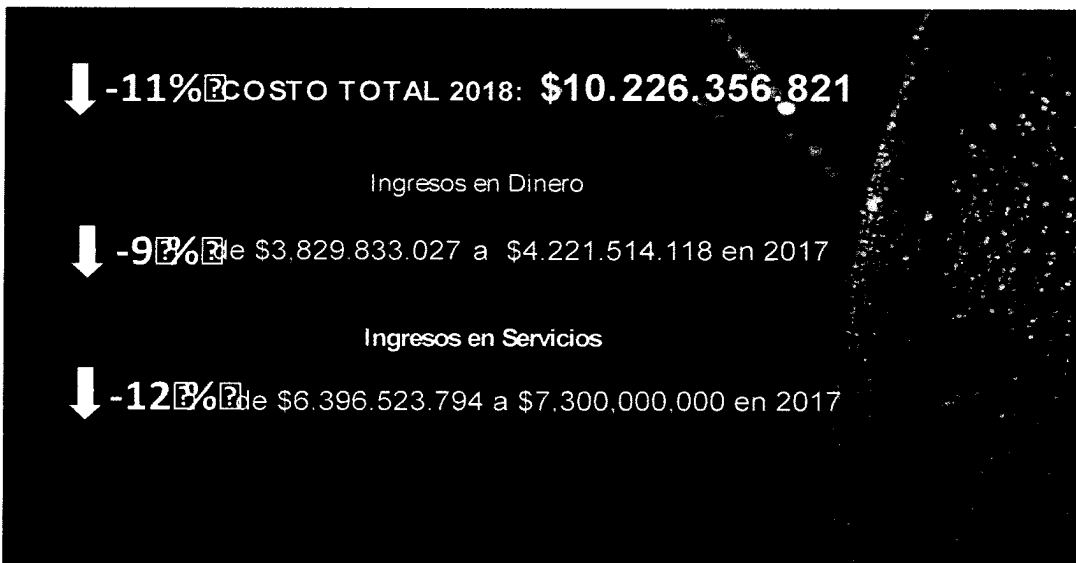 -11%⍰COSTO TOTAL 2018: $10.226.356.821
Ingresos en Dinero
-9⍰%⍰de $3.829.833.027 a $4.221.514.118 en 2017
Ingresos en Servicios
-12⍰%⍰de $6.396.523.794 a $7,300,000,000 en 2017